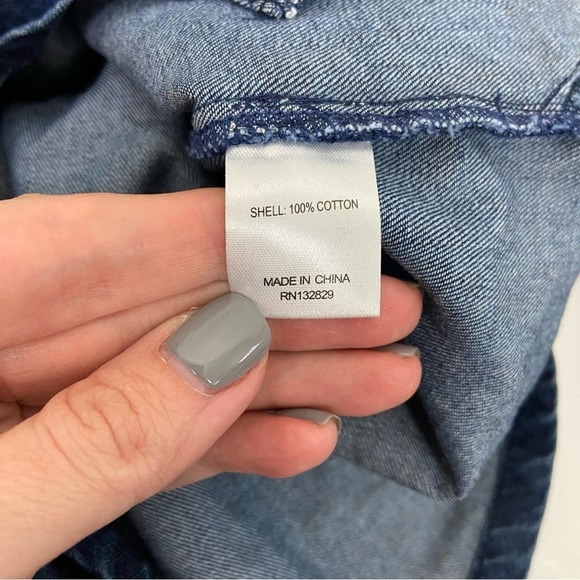 SHELL: 100% COTTON
MADE IN CHINA
RN132829